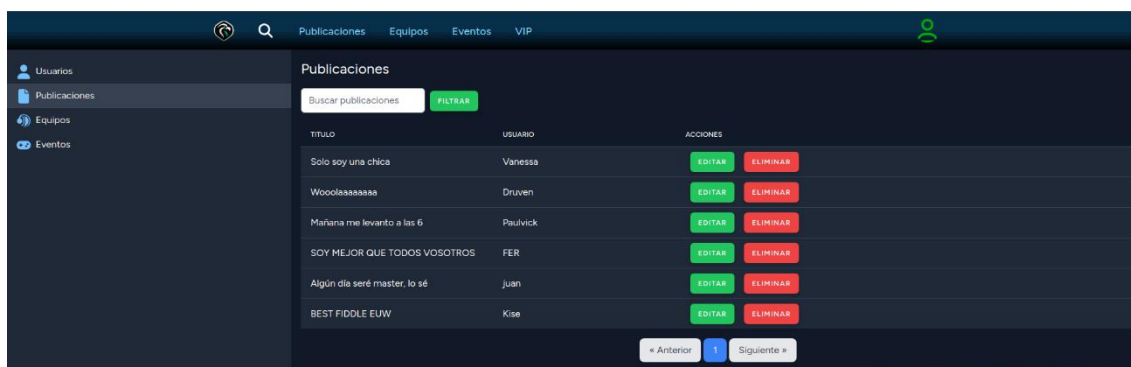 Publicaciones Equipos Eventos VIP
Usuarios
Publicaciones
Equipos
Eventos
Publicaciones
Buscar publicaciones FILTRAR
TITULO USUARIO ACCIONES
Solo soy una chica Vanessa EDITAR ELIMINAR
Wooolaaaaaaaa Druven EDITAR ELIMINAR
Mañana me levanto a las 6 Paulvick EDITAR ELIMINAR
SOY MEJOR QUE TODOS VOSOTROS FER EDITAR ELIMINAR
Algún día seré master, lo sé juan EDITAR ELIMINAR
BEST FIDDLE EUW Kise EDITAR ELIMINAR
« Anterior 1 Siguiente »